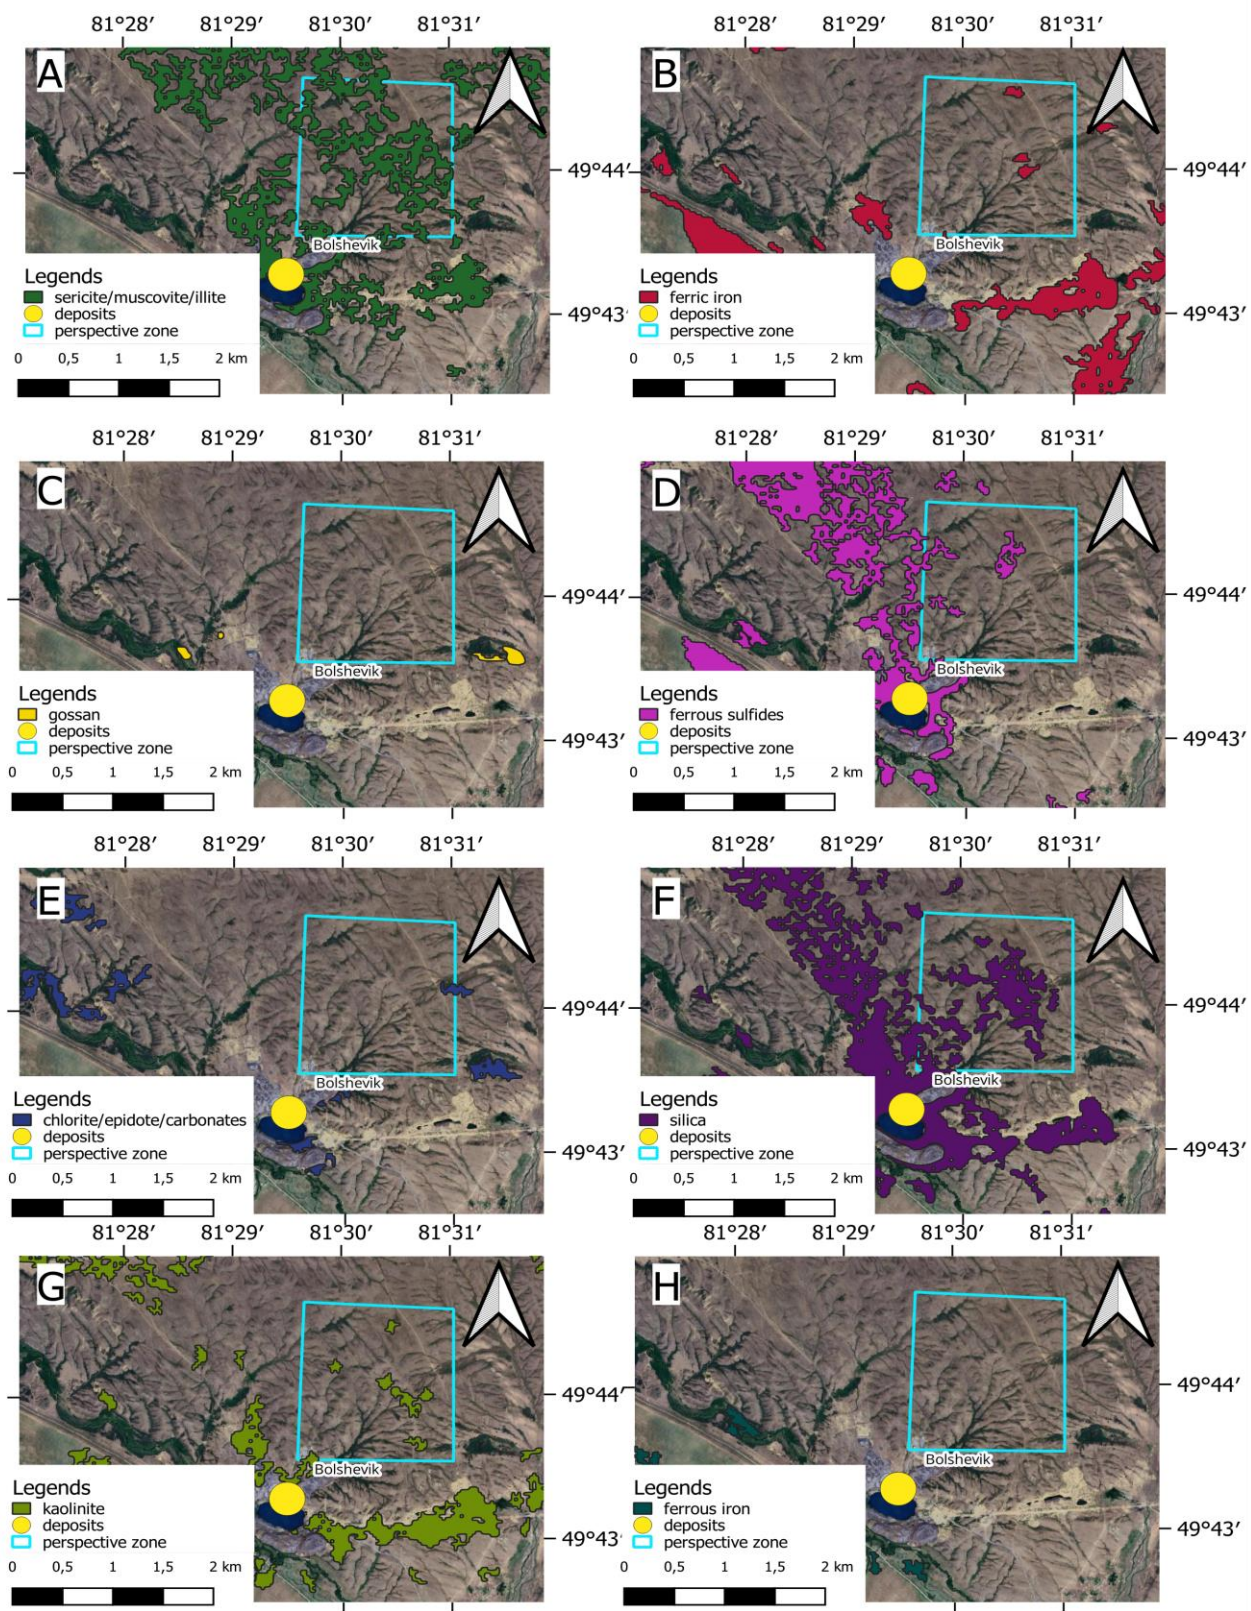 81°28′ 81°29′ 81°30′ 81°31′
A
49°44′
Bolshevik
49°43′
Legends
sericite/muscovite/illite
deposits
perspective zone
0 0,5 1 1,5 2 km
81°28′ 81°29′ 81°30′ 81°31′
B
49°44′
Bolshevik
49°43′
Legends
ferric iron
deposits
perspective zone
0 0,5 1 1,5 2 km
81°28′ 81°29′ 81°30′ 81°31′
C
49°44′
Bolshevik
49°43′
Legends
gossan
deposits
perspective zone
0 0,5 1 1,5 2 km
81°28′ 81°29′ 81°30′ 81°31′
D
49°44′
Bolshevik
49°43′
Legends
ferrous sulfides
deposits
perspective zone
0 0,5 1 1,5 2 km
81°28′ 81°29′ 81°30′ 81°31′
E
49°44′
Bolshevik
49°43′
Legends
chlorite/epidote/carbonates
deposits
perspective zone
0 0,5 1 1,5 2 km
81°28′ 81°29′ 81°30′ 81°31′
F
49°44′
Bolshevik
49°43′
Legends
silica
deposits
perspective zone
0 0,5 1 1,5 2 km
81°28′ 81°29′ 81°30′ 81°31′
G
49°44′
Bolshevik
49°43′
Legends
kaolinite
deposits
perspective zone
0 0,5 1 1,5 2 km
81°28′ 81°29′ 81°30′ 81°31′
H
49°44′
Bolshevik
49°43′
Legends
ferrous iron
deposits
perspective zone
0 0,5 1 1,5 2 km